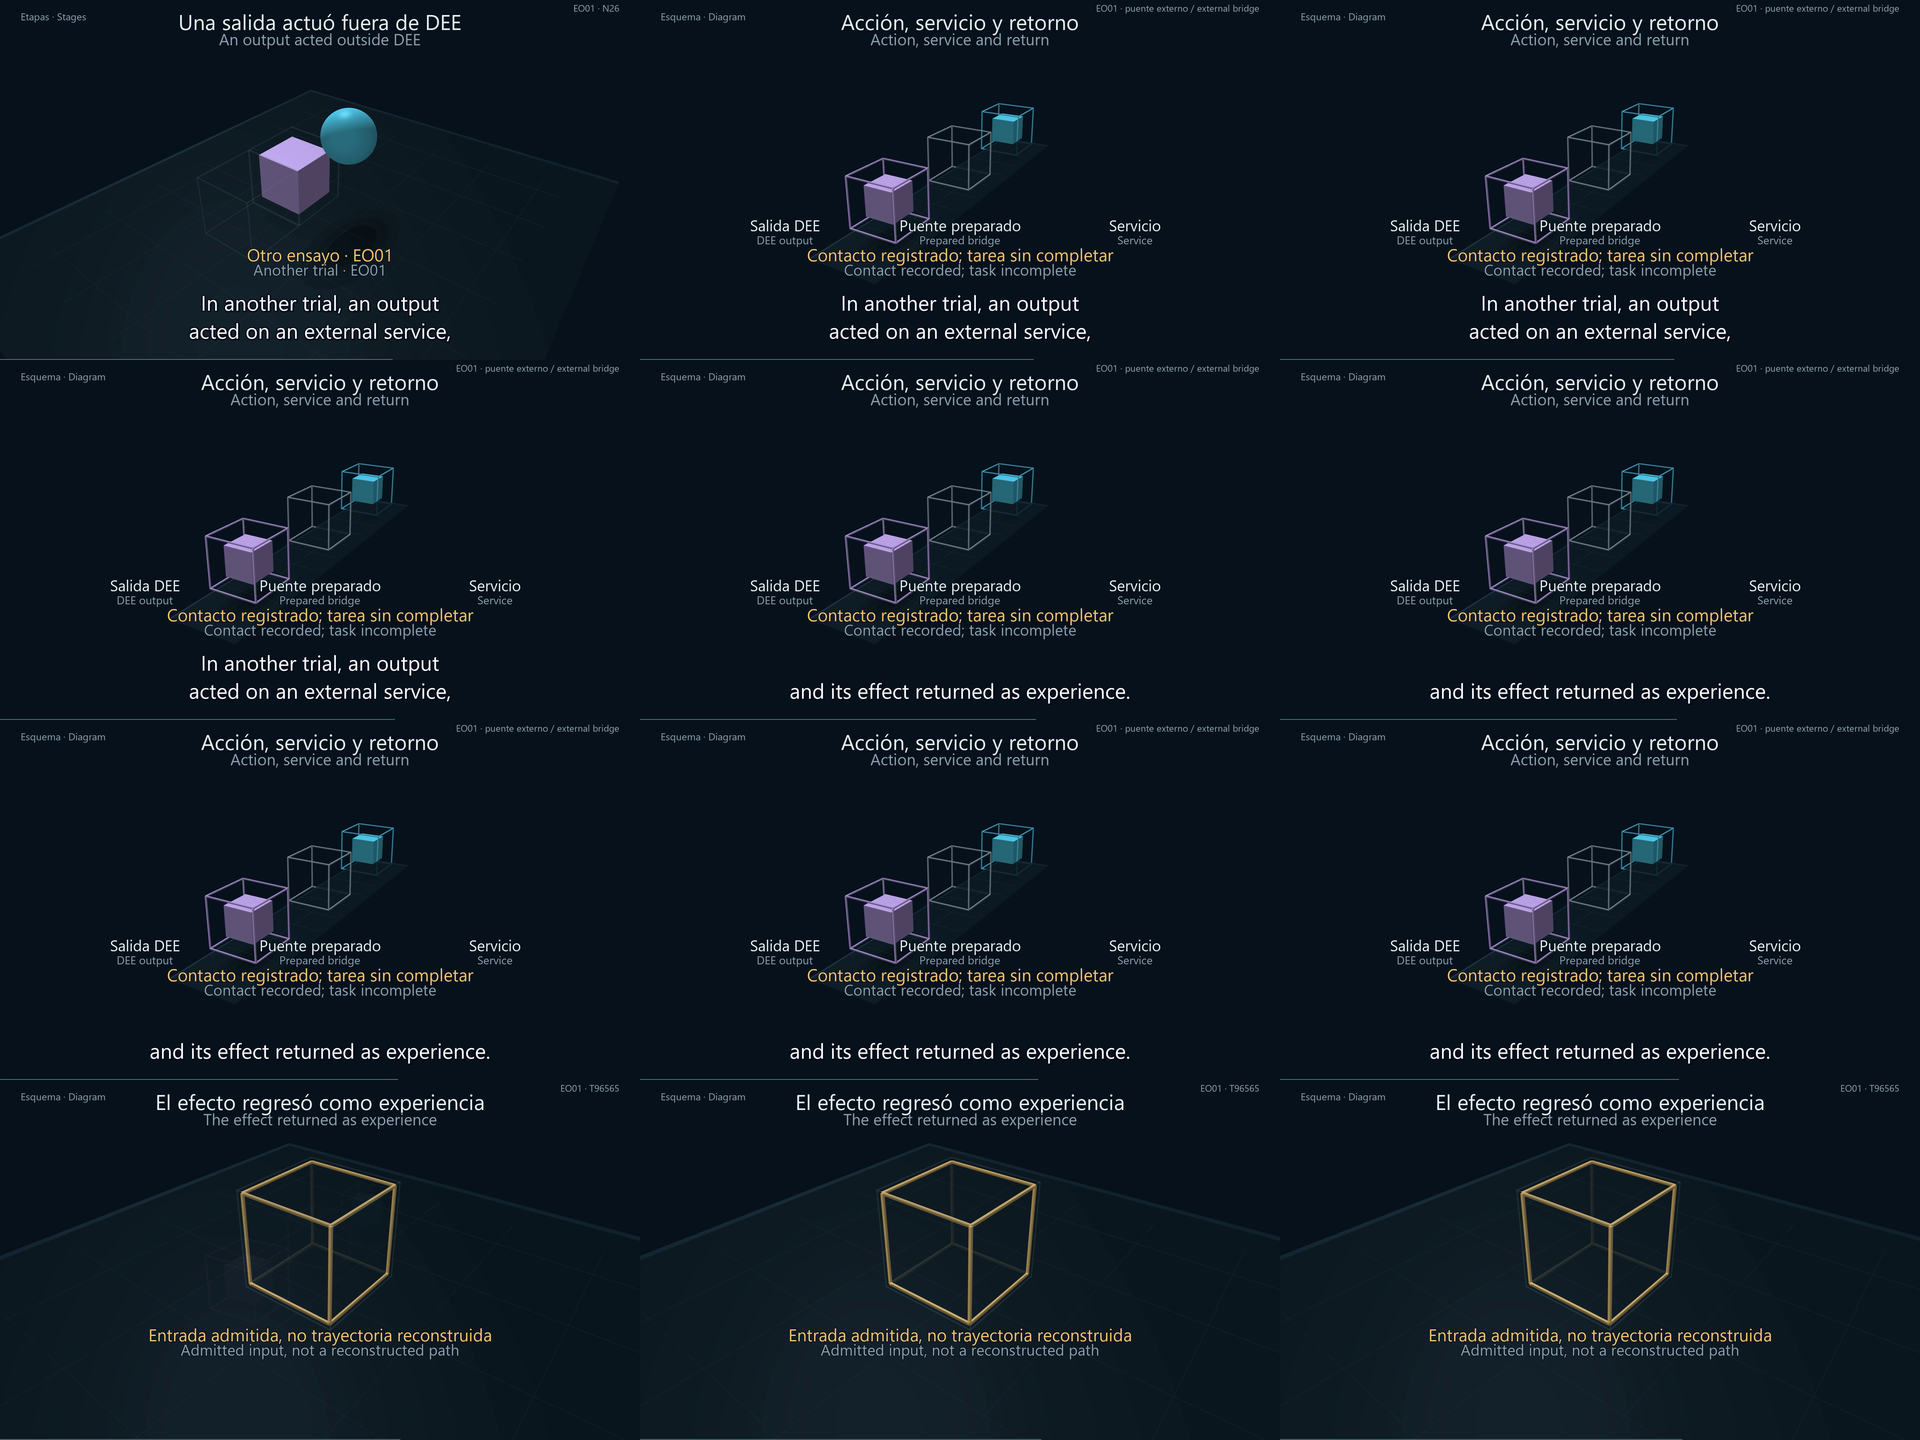 Etapas · Stages
EO01 · N26
Una salida actuó fuera de DEE
An output acted outside DEE
Otro ensayo · EO01
Another trial · EO01
In another trial, an output
acted on an external service,
Esquema · Diagram
EO01 · puente externo / external bridge
Acción, servicio y retorno
Action, service and return
Salida DEE
DEE output
Puente preparado
Prepared bridge
Servicio
Service
Contacto registrado; tarea sin completar
Contact recorded; task incomplete
In another trial, an output
acted on an external service,
Esquema · Diagram
EO01 · puente externo / external bridge
Acción, servicio y retorno
Action, service and return
Salida DEE
DEE output
Puente preparado
Prepared bridge
Servicio
Service
Contacto registrado; tarea sin completar
Contact recorded; task incomplete
In another trial, an output
acted on an external service,
Esquema · Diagram
EO01 · puente externo / external bridge
Acción, servicio y retorno
Action, service and return
Salida DEE
DEE output
Puente preparado
Prepared bridge
Servicio
Service
Contacto registrado; tarea sin completar
Contact recorded; task incomplete
In another trial, an output
acted on an external service,
Esquema · Diagram
EO01 · puente externo / external bridge
Acción, servicio y retorno
Action, service and return
Salida DEE
DEE output
Puente preparado
Prepared bridge
Servicio
Service
Contacto registrado; tarea sin completar
Contact recorded; task incomplete
and its effect returned as experience.
Esquema · Diagram
EO01 · puente externo / external bridge
Acción, servicio y retorno
Action, service and return
Salida DEE
DEE output
Puente preparado
Prepared bridge
Servicio
Service
Contacto registrado; tarea sin completar
Contact recorded; task incomplete
and its effect returned as experience.
Esquema · Diagram
EO01 · puente externo / external bridge
Acción, servicio y retorno
Action, service and return
Salida DEE
DEE output
Puente preparado
Prepared bridge
Servicio
Service
Contacto registrado; tarea sin completar
Contact recorded; task incomplete
and its effect returned as experience.
Esquema · Diagram
EO01 · puente externo / external bridge
Acción, servicio y retorno
Action, service and return
Salida DEE
DEE output
Puente preparado
Prepared bridge
Servicio
Service
Contacto registrado; tarea sin completar
Contact recorded; task incomplete
and its effect returned as experience.
Esquema · Diagram
EO01 · puente externo / external bridge
Acción, servicio y retorno
Action, service and return
Salida DEE
DEE output
Puente preparado
Prepared bridge
Servicio
Service
Contacto registrado; tarea sin completar
Contact recorded; task incomplete
and its effect returned as experience.
Esquema · Diagram
EO01 · T96565
El efecto regresó como experiencia
The effect returned as experience
Entrada admitida, no trayectoria reconstruida
Admitted input, not a reconstructed path
Esquema · Diagram
EO01 · T96565
El efecto regresó como experiencia
The effect returned as experience
Entrada admitida, no trayectoria reconstruida
Admitted input, not a reconstructed path
Esquema · Diagram
EO01 · T96565
El efecto regresó como experiencia
The effect returned as experience
Entrada admitida, no trayectoria reconstruida
Admitted input, not a reconstructed path